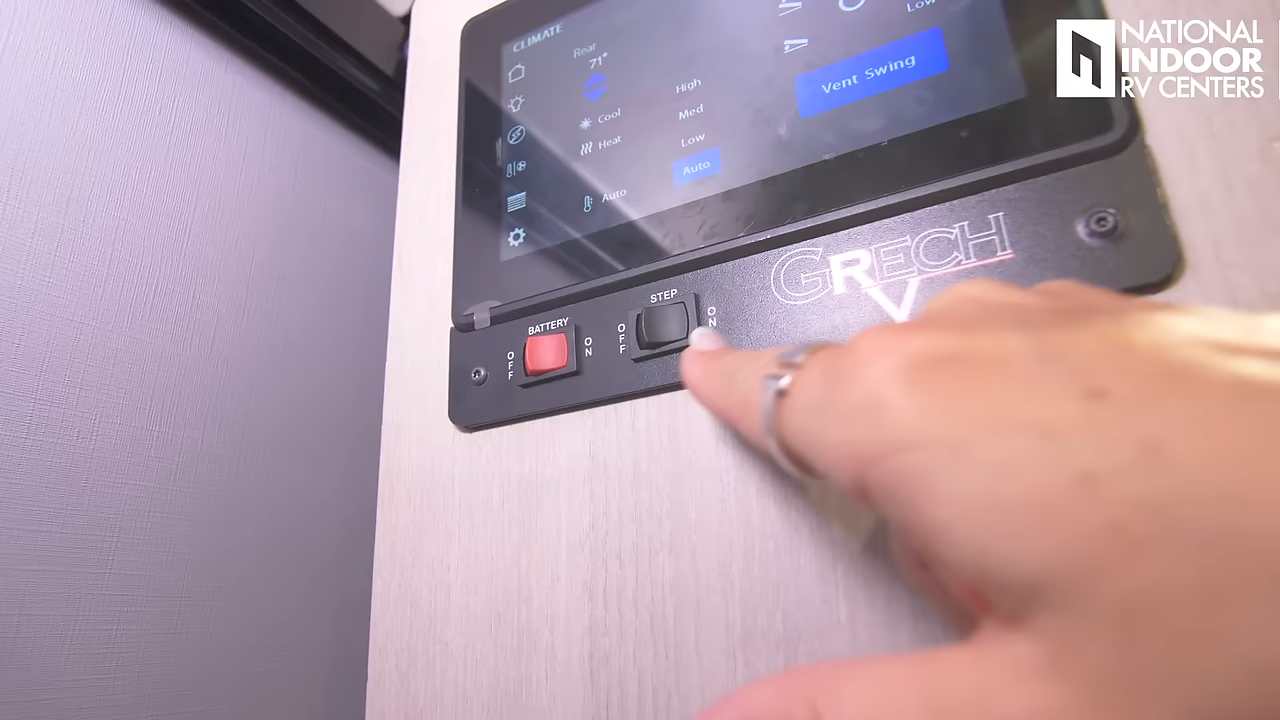 NATIONAL
INDOOR
RV CENTERS
CLIMATE
Rear
71°
Cool
Heat
Auto
High
Med
Low
Auto
Low
Vent Swing
GRECH
V
BATTERY
OFF
ON
STEP
OFF
ON